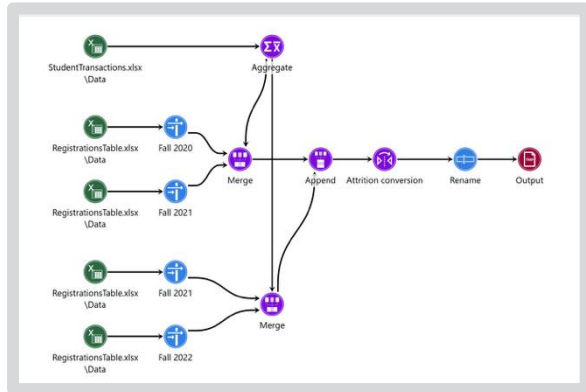 StudentTransactions.xlsx
\Data
Aggregate
RegistrationsTable.xlsx
\Data
Fall 2020
RegistrationsTable.xlsx
\Data
Fall 2021
Merge
Append
Attrition conversion
Rename
Output
RegistrationsTable.xlsx
\Data
Fall 2021
RegistrationsTable.xlsx
\Data
Fall 2022
Merge